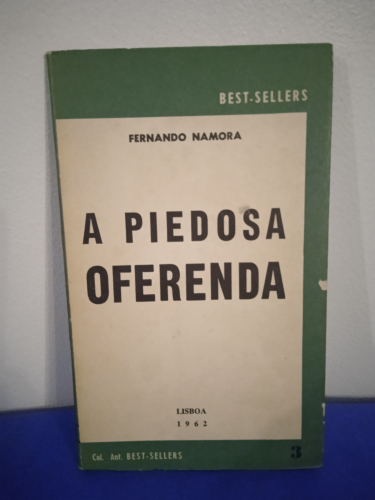 BEST-SELLERS
FERNANDO NAMORA
A PIEDOSA
OFERENDA
LISBOA
1962
Col. Ant. BEST-SELLERS 3